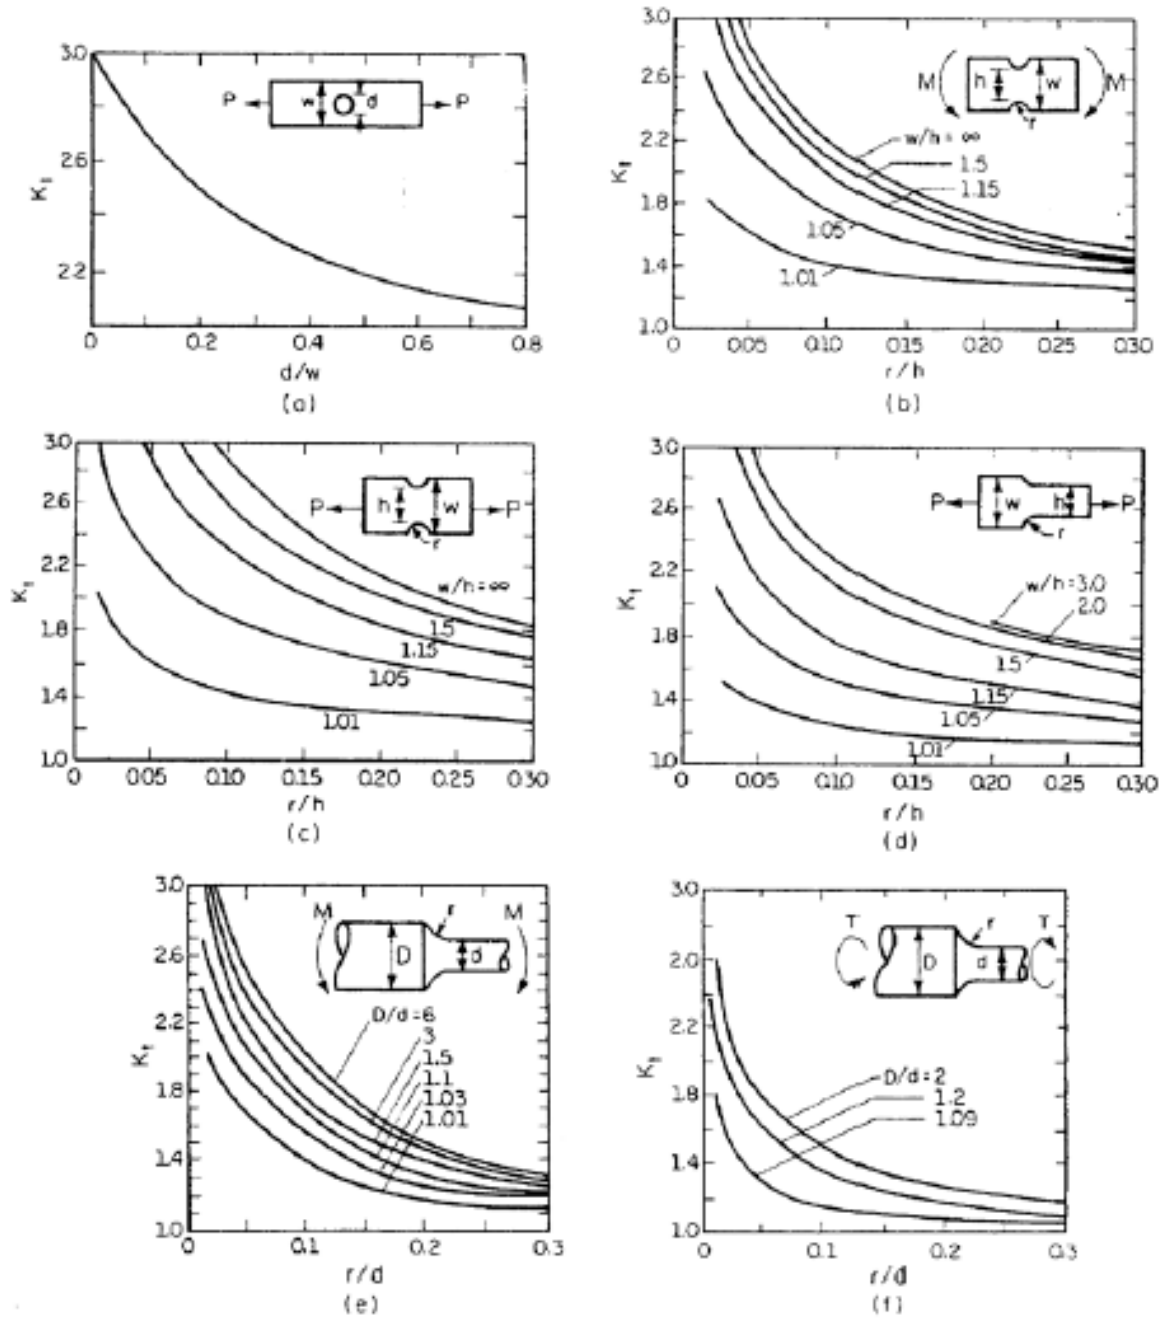 3.0
2.6
2.2
K_t
0
0.2
0.4
0.6
0.8
d/w
(a)
P
w
d
P
3.0
2.6
2.2
1.8
1.4
1.0
K_t
0
0.05
0.10
0.15
0.20
0.25
0.30
r/h
(b)
M
h
w
r
M
w/h = ∞
1.5
1.15
1.05
1.01
3.0
2.6
2.2
1.8
1.4
1.0
K_t
0
0.05
0.10
0.15
0.20
0.25
0.30
r/h
(c)
P
h
w
r
P
w/h = ∞
1.5
1.15
1.05
1.01
3.0
2.6
2.2
1.8
1.4
1.0
K_t
0
0.05
0.10
0.15
0.20
0.25
0.30
r/h
(d)
P
w
h
r
P
w/h = 3.0
2.0
1.5
1.15
1.05
1.01
3.0
2.6
2.2
1.8
1.4
1.0
K_t
0
0.1
0.2
0.3
r/d
(e)
M
D
r
d
M
D/d = 6
3
1.5
1.1
1.03
1.01
3.0
2.0
2.2
1.8
1.4
1.0
K_t
0
0.1
0.2
0.3
r/d
(f)
T
D
r
d
T
D/d = 2
1.2
1.09